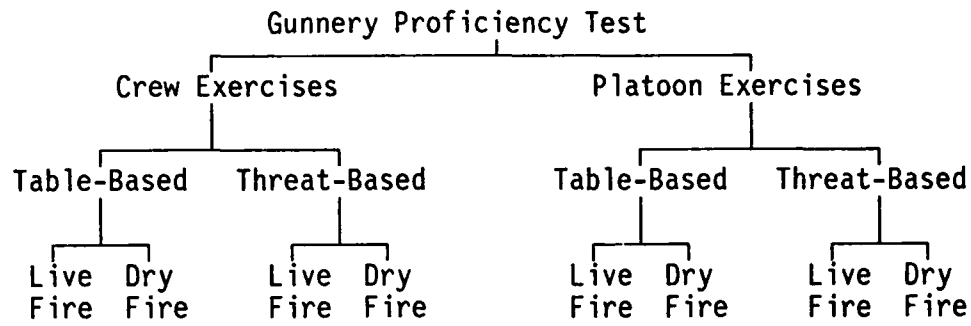 Gunnery Proficiency Test
Crew Exercises Platoon Exercises
Table-Based Threat-Based Table-Based Threat-Based
Live Dry Live Dry Live Dry Live Dry
Fire Fire Fire Fire Fire Fire Fire Fire